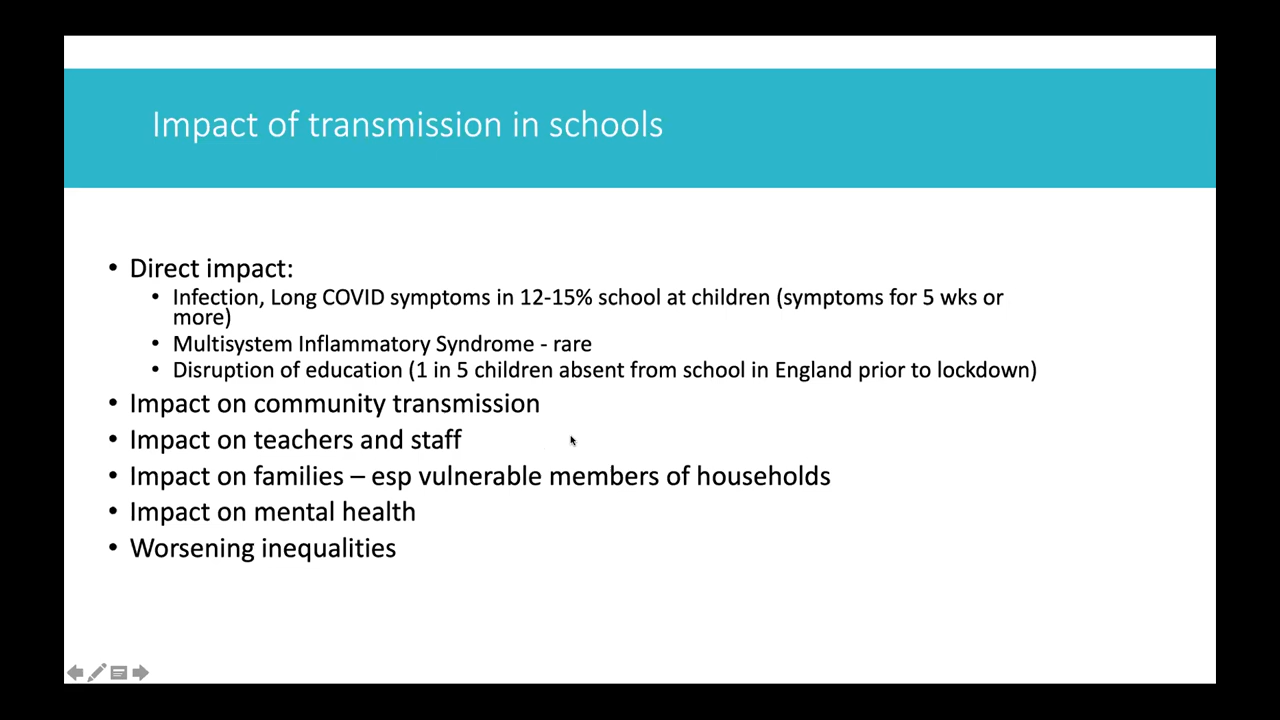 Impact of transmission in schools
• Direct impact:
• Infection, Long COVID symptoms in 12-15% school at children (symptoms for 5 wks or
more)
• Multisystem Inflammatory Syndrome - rare
• Disruption of education (1 in 5 children absent from school in England prior to lockdown)
• Impact on community transmission
• Impact on teachers and staff
• Impact on families – esp vulnerable members of households
• Impact on mental health
• Worsening inequalities